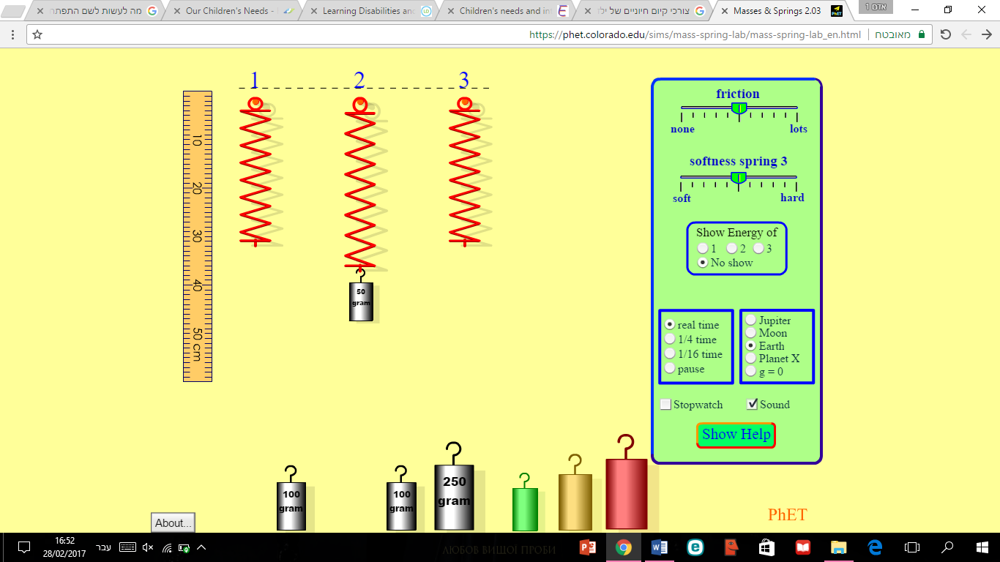 מה לעשות לשם התפתח
Our Children's Needs -
Learning Disabilities an
Children's needs and in
צורכי קיום חיוניים של ילד
Masses & Springs 2.03
אדם 1
https://phet.colorado.edu/sims/mass-spring-lab/mass-spring-lab_en.html
מאובטח
1
2
3
10
20
30
40
50 cm
50
gram
friction
none
lots
softness spring 3
soft
hard
Show Energy of
1
2
3
No show
real time
1/4 time
1/16 time
pause
Jupiter
Moon
Earth
Planet X
g = 0
Stopwatch
Sound
Show Help
100
gram
100
gram
250
gram
PhET
About...
16:52
28/02/2017
עבר
ЛЮБОВ ВИЩОЇ ПРОБИ